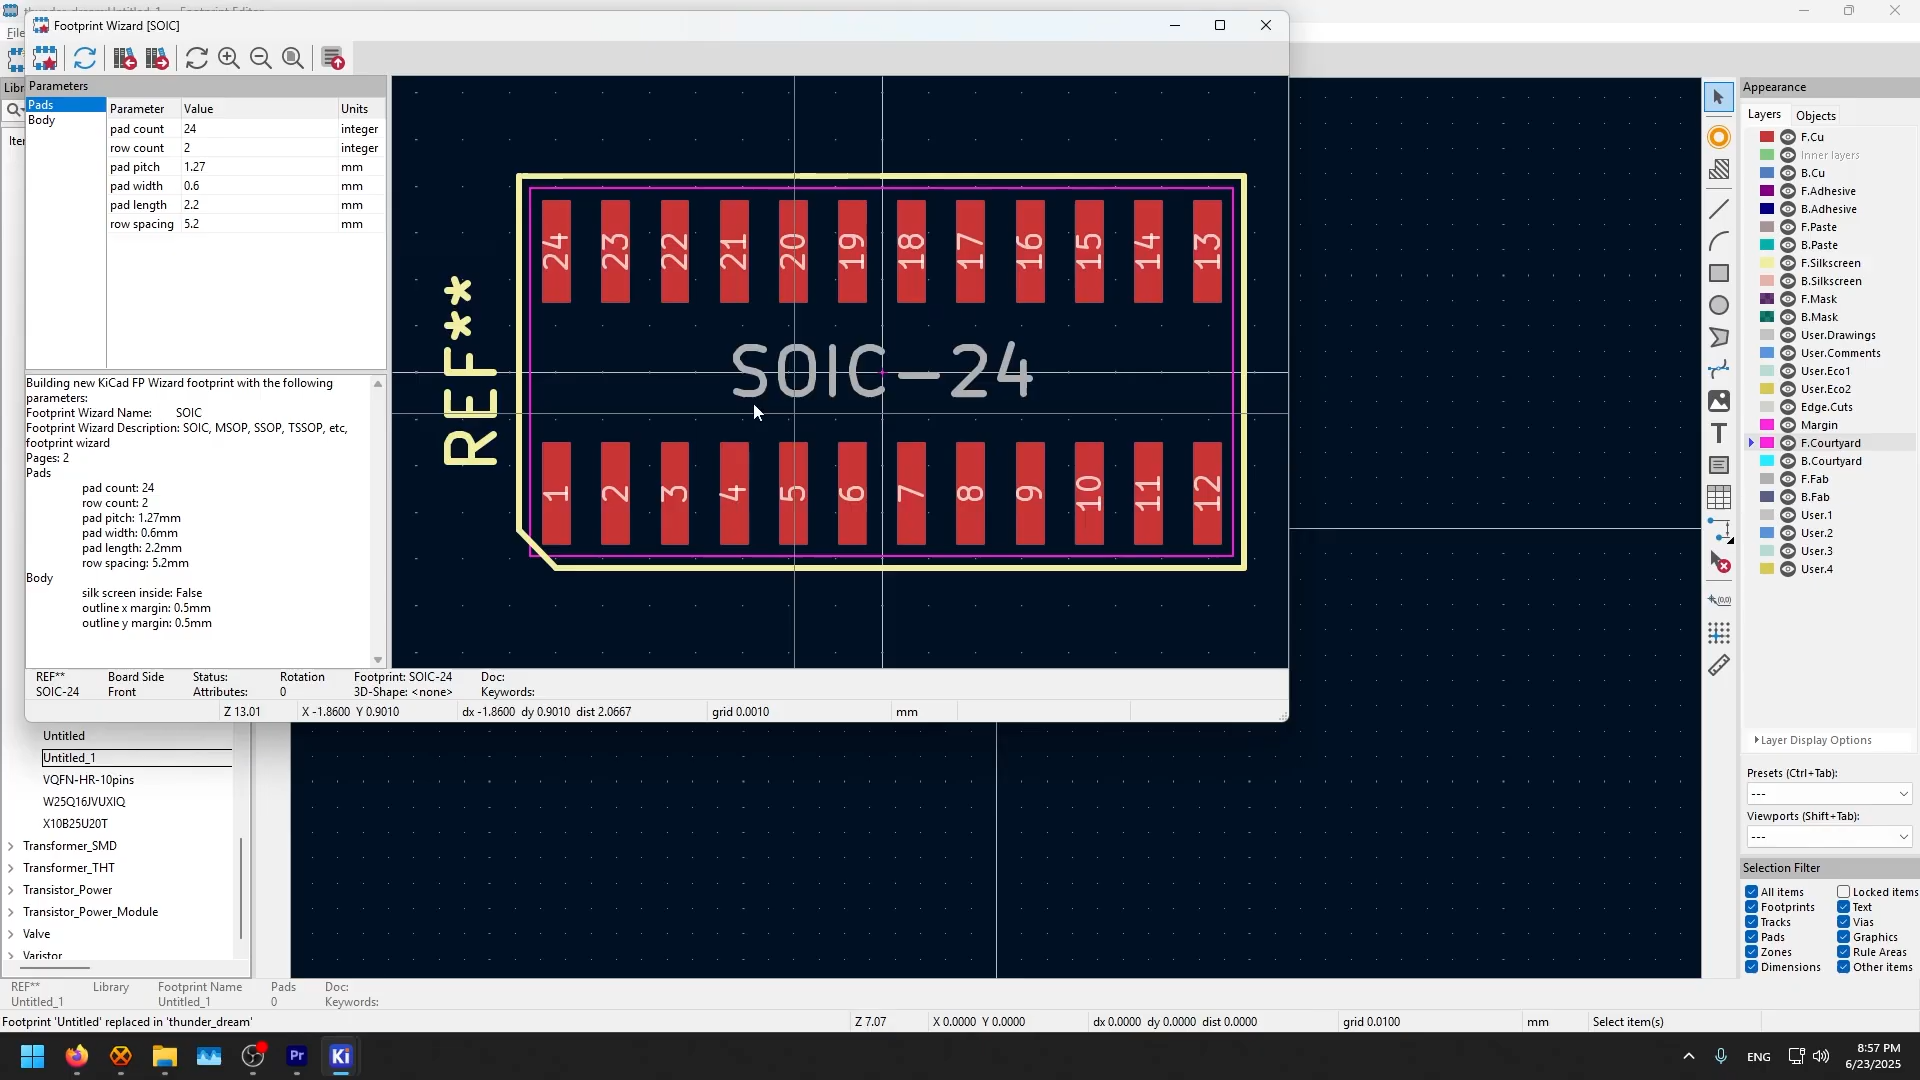 Footprint Wizard [SOIC]
File
Parameters
Pads
Body
Parameter Value Units
pad count 24 integer
row count 2 integer
pad pitch 1.27 mm
pad width 0.6 mm
pad length 2.2 mm
row spacing 5.2 mm
Building new KiCad FP Wizard footprint with the following
parameters:
Footprint Wizard Name: SOIC
Footprint Wizard Description: SOIC, MSOP, SSOP, TSSOP, etc,
footprint wizard
Pages: 2
Pads
pad count: 24
row count: 2
pad pitch: 1.27mm
pad width: 0.6mm
pad length: 2.2mm
row spacing: 5.2mm
Body
silk screen inside: False
outline x margin: 0.5mm
outline y margin: 0.5mm
REF**
24 23 22 21 20 19 18 17 16 15 14 13
SOIC-24
1 2 3 4 5 6 7 8 9 10 11 12
REF** Board Side Status: Rotation Footprint: SOIC-24 Doc:
SOIC-24 Front Attributes: 0 3D-Shape: <none> Keywords:
Z 13.01 X -1.8600 Y 0.9010 dx -1.8600 dy 0.9010 dist 2.0667 grid 0.0010 mm
Untitled
Untitled_1
VQFN-HR-10pins
W25Q16JVUXIQ
X10B25U20T
Transformer_SMD
Transformer_THT
Transistor_Power
Transistor_Power_Module
Valve
Varistor
Appearance
Layers Objects
F.Cu
Inner layers
B.Cu
F.Adhesive
B.Adhesive
F.Paste
B.Paste
F.Silkscreen
B.Silkscreen
F.Mask
B.Mask
User.Drawings
User.Comments
User.Eco1
User.Eco2
Edge.Cuts
Margin
F.Courtyard
B.Courtyard
F.Fab
B.Fab
User.1
User.2
User.3
User.4
Layer Display Options
Presets (Ctrl+Tab):
---
Viewports (Shift+Tab):
---
Selection Filter
All items Locked items
Footprints Text
Tracks Vias
Pads Graphics
Zones Rule Areas
Dimensions Other items
REF** Library Footprint Name Pads Doc:
Untitled_1 Untitled_1 0 Keywords:
Footprint 'Untitled' replaced in 'thunder_dream' Z 7.07 X 0.0000 Y 0.0000 dx 0.0000 dy 0.0000 dist 0.0000 grid 0.0100 mm Select item(s)
Pr Ki ENG 8:57 PM
6/23/2025